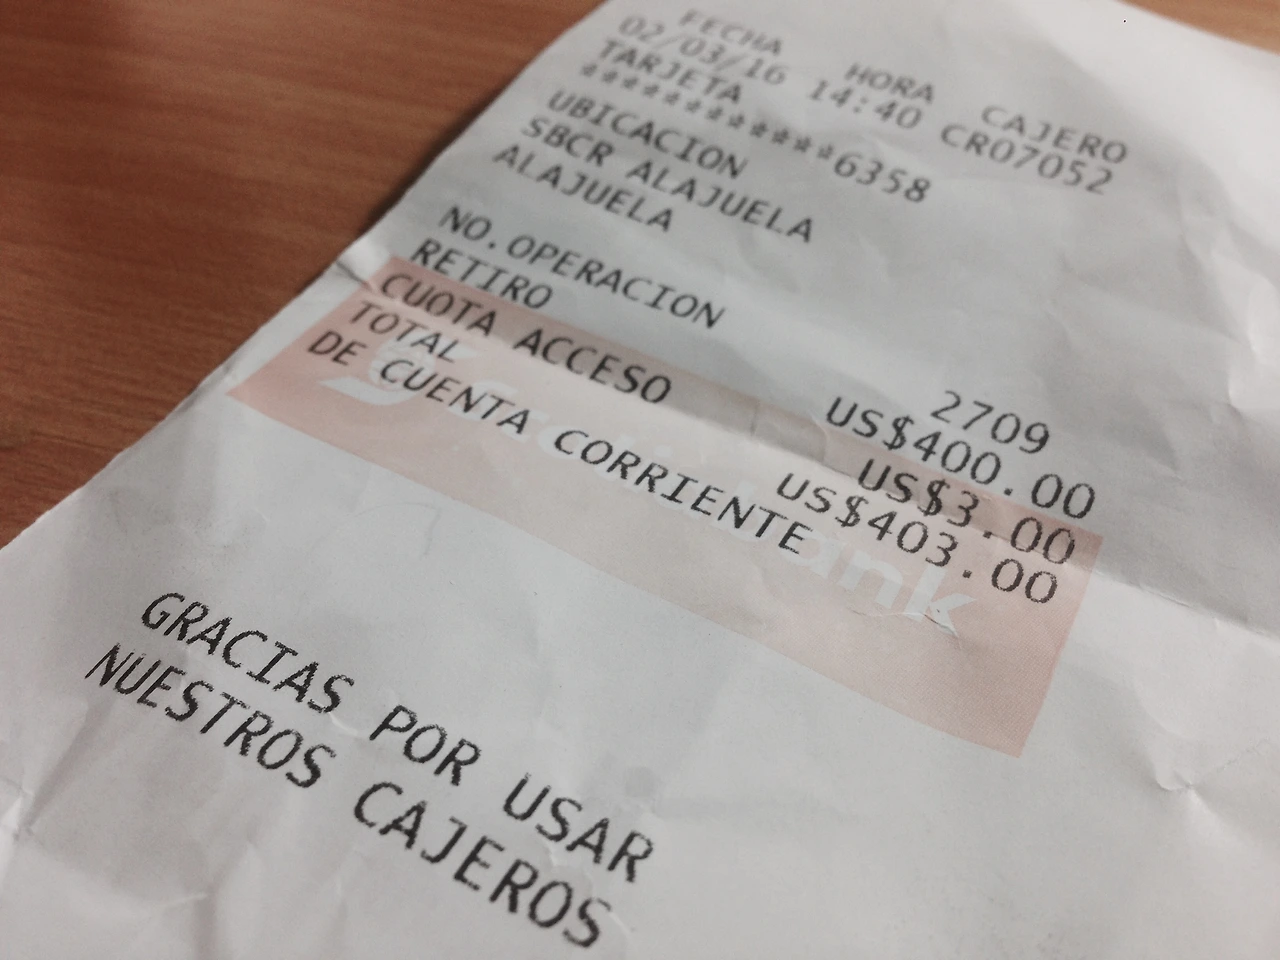 FECHA HORA CAJERO
02/03/16 14:40 CR07052
TARJETA
************6358
UBICACION
SBCR ALAJUELA
ALAJUELA
NO.OPERACION 2709
RETIRO US$400.00
CUOTA ACCESO US$3.00
TOTAL US$403.00
DE CUENTA CORRIENTE
GRACIAS POR USAR
NUESTROS CAJEROS